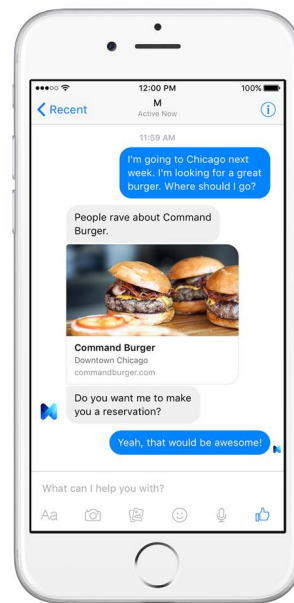 12:00 PM
100%
Recent
M
Active Now
11:59 AM
I'm going to Chicago next
week. I'm looking for a great
burger. Where should I go?
People rave about Command
Burger.
Command Burger
Downtown Chicago
commandburger.com
Do you want me to make
you a reservation?
Yeah, that would be awesome!
What can I help you with?
Aa